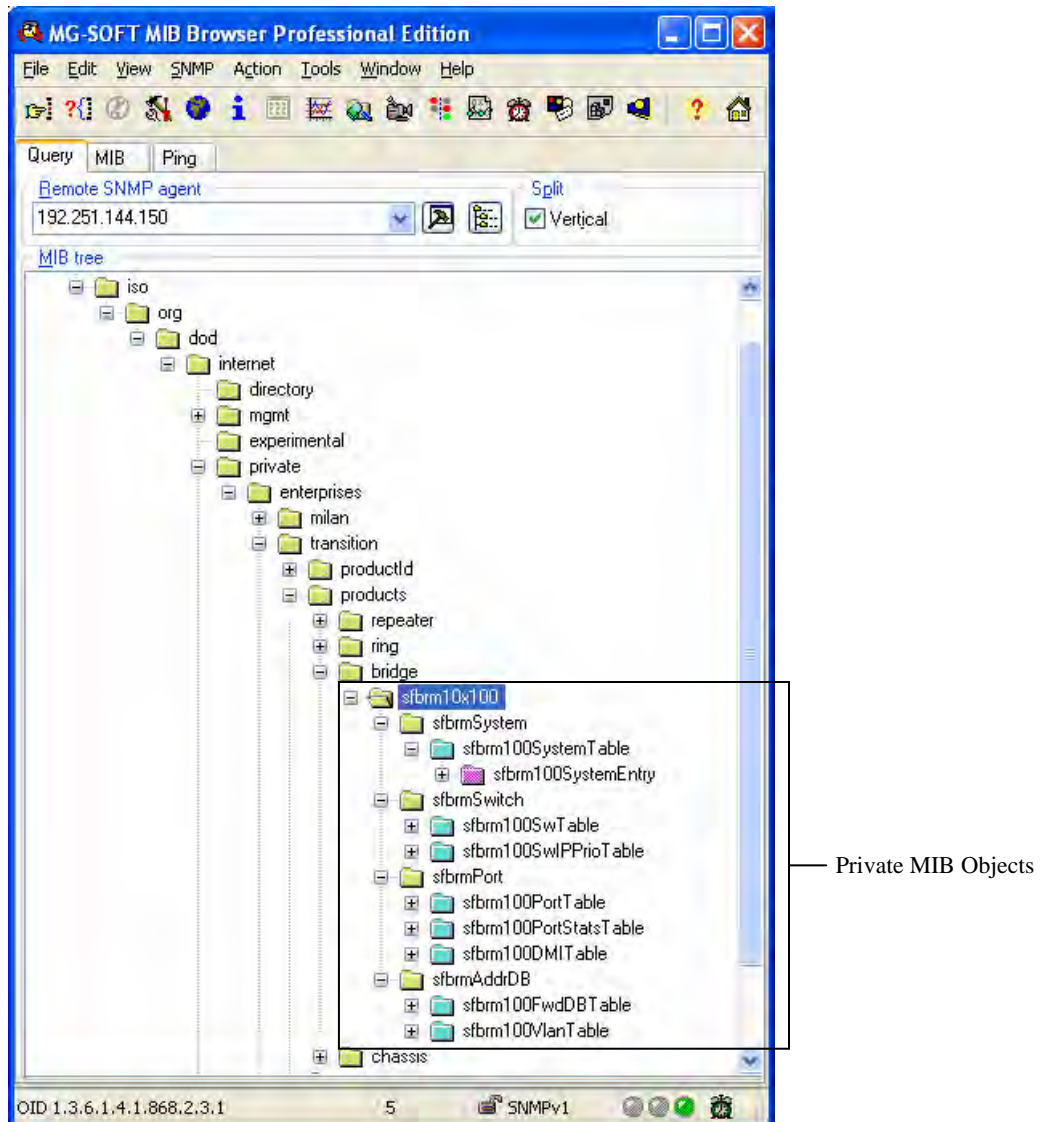 MG-SOFT MIB Browser Professional Edition
File Edit View SNMP Action Tools Window Help
Query MIB Ping
Remote SNMP agent
Split
192.251.144.150
Vertical
MIB tree
iso
org
dod
internet
directory
mgmt
experimental
private
enterprises
milan
transition
productId
products
repeater
ring
bridge
sfbrm10x100
sfbrmSystem
sfbrm100SystemTable
sfbrm100SystemEntry
sfbrmSwitch
sfbrm100SwTable
sfbrm100SwIPPrioTable
Private MIB Objects
sfbrmPort
sfbrm100PortTable
sfbrm100PortStatsTable
sfbrm100DMITable
sfbrmAddrDB
sfbrm100FwdDBTable
sfbrm100VlanTable
chassis
OID 1.3.6.1.4.1.868.2.3.1 5 SNMPv1